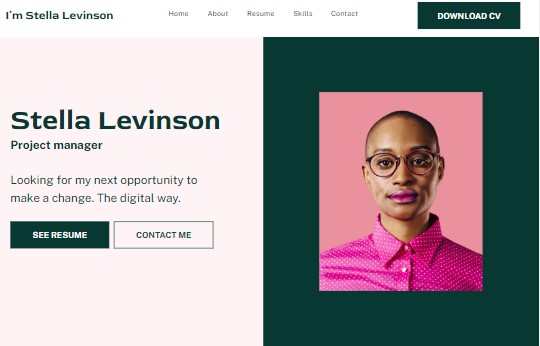 I'm Stella Levinson
Home About Resume Skills Contact
DOWNLOAD CV
Stella Levinson
Project manager
Looking for my next opportunity to
make a change. The digital way.
SEE RESUME
CONTACT ME